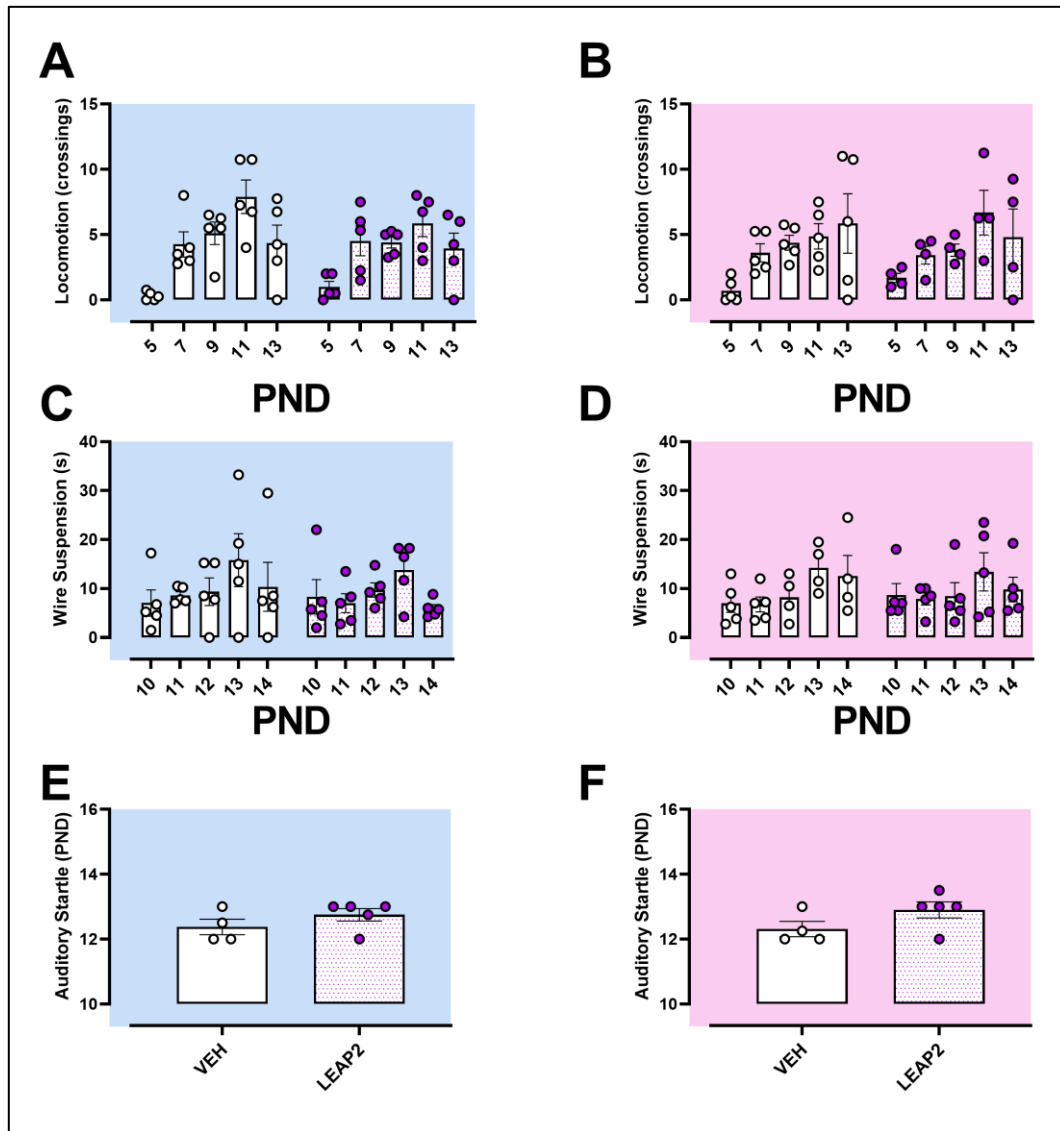 A
B
Locomotion (crossings)
15
10
5
0
5 7 9 11 13 5 7 9 11 13
PND
Locomotion (crossings)
15
10
5
0
5 7 9 11 13 5 7 9 11 13
PND
C
D
Wire Suspension (s)
40
30
20
10
0
10 11 12 13 14 10 11 12 13 14
PND
Wire Suspension (s)
40
30
20
10
0
10 11 12 13 14 10 11 12 13 14
PND
E
F
Auditory Startle (PND)
16
14
12
10
VEH LEAP2
Auditory Startle (PND)
16
14
12
10
VEH LEAP2